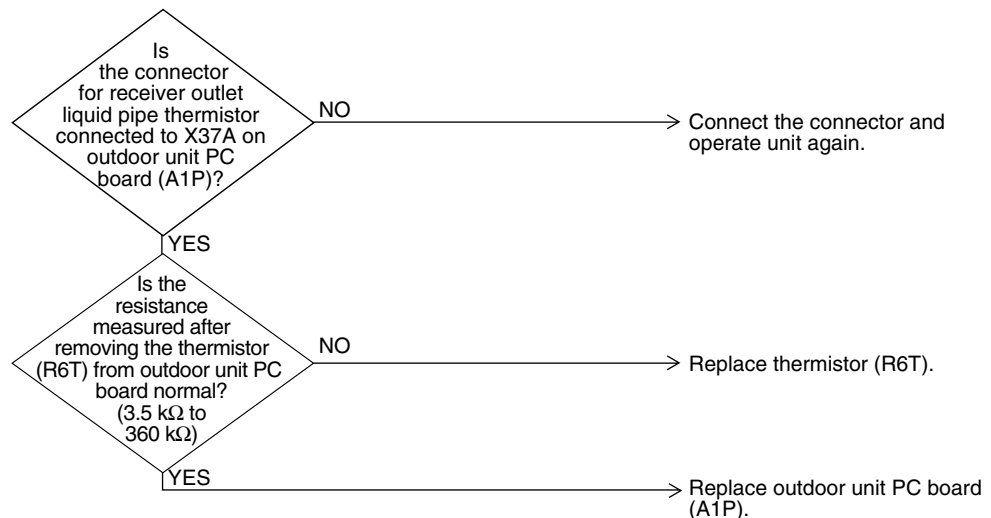 Is
the connector
for receiver outlet
liquid pipe thermistor
connected to X37A on
outdoor unit PC
board (A1P)?
NO
Connect the connector and
operate unit again.
YES
Is the
resistance
measured after
removing the thermistor
(R6T) from outdoor unit PC
board normal?
(3.5 kΩ to
360 kΩ)
NO
Replace thermistor (R6T).
YES
Replace outdoor unit PC board
(A1P).